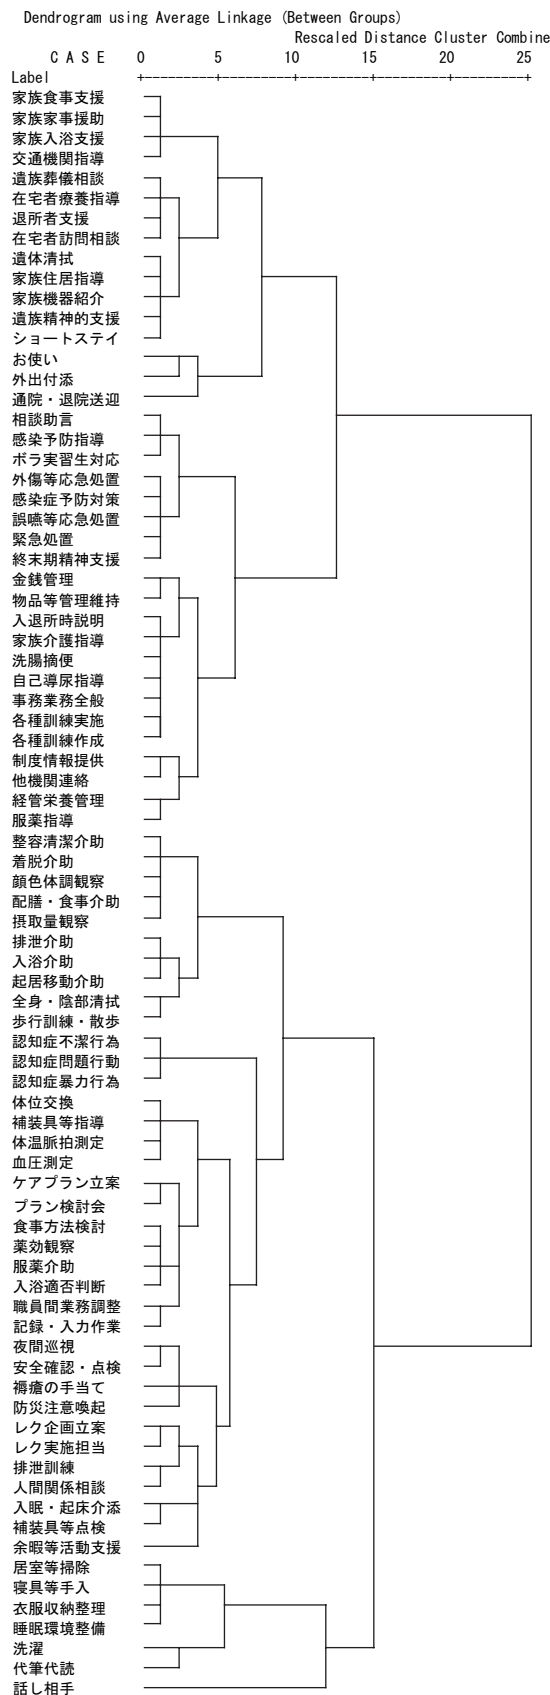 Dendrogram using Average Linkage (Between Groups)
Rescaled Distance Cluster Combine
C A S E 0 5 10 15 20 25
Label
家族食事支援
家族家事援助
家族入浴支援
交通機関指導
遺族葬儀相談
在宅者療養指導
退所者支援
在宅者訪問相談
遺体清拭
家族住居指導
家族機器紹介
遺族精神的支援
ショートステイ
お使い
外出付添
通院・退院送迎
相談助言
感染予防指導
ボラ実習生対応
外傷等応急処置
感染症予防対策
誤嚥等応急処置
緊急処置
終末期精神支援
金銭管理
物品等管理維持
入退所時説明
家族介護指導
洗腸摘便
自己導尿指導
事務業務全般
各種訓練実施
各種訓練作成
制度情報提供
他機関連絡
経管栄養管理
服薬指導
整容清潔介助
着脱介助
顔色体調観察
配膳・食事介助
摂取量観察
排泄介助
入浴介助
起居移動介助
全身・陰部清拭
歩行訓練・散歩
認知症不潔行為
認知症問題行動
認知症暴力行為
体位交換
補装具等指導
体温脈拍測定
血圧測定
ケアプラン立案
プラン検討会
食事方法検討
薬効観察
服薬介助
入浴適否判断
職員間業務調整
記録・入力作業
夜間巡視
安全確認・点検
褥瘡の手当て
防災注意喚起
レク企画立案
レク実施担当
排泄訓練
人間関係相談
入眠・起床介添
補装具等点検
余暇等活動支援
居室等掃除
寝具等手入
衣服収納整理
睡眠環境整備
洗濯
代筆代読
話し相手